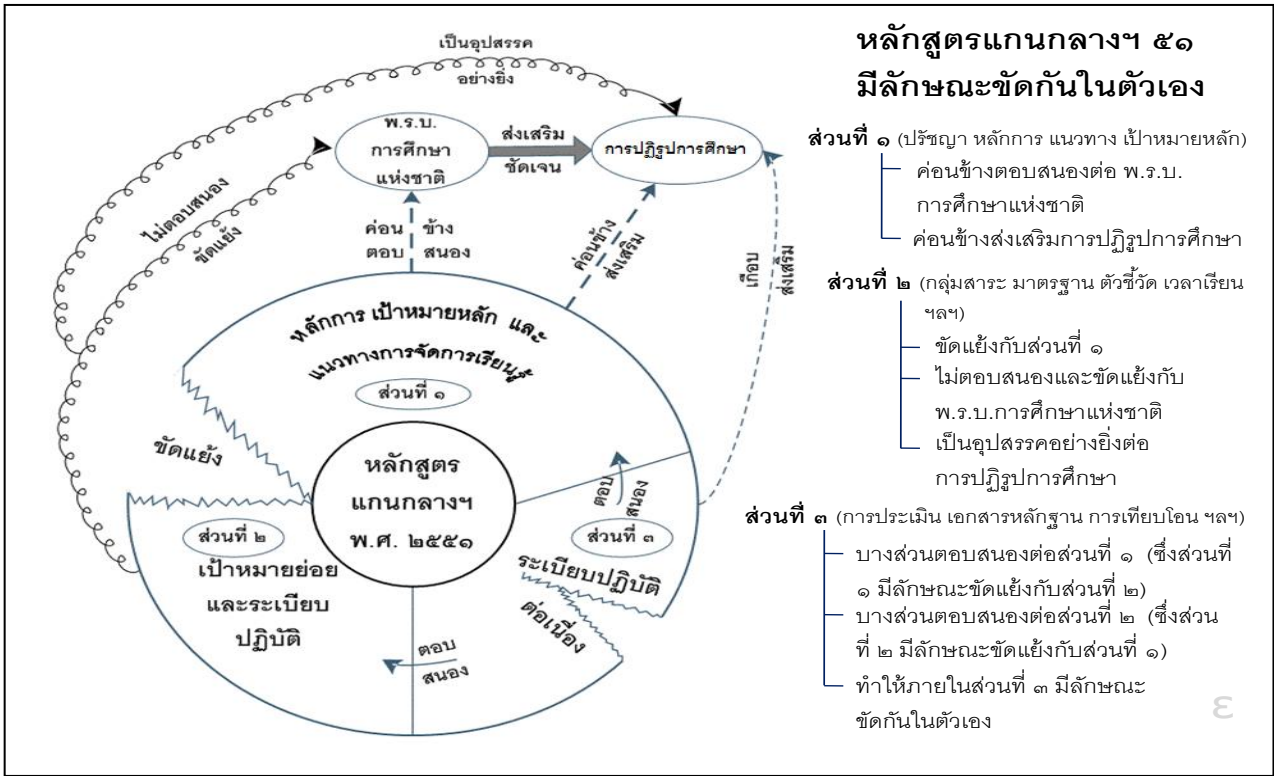 หลักสูตรแกนกลางฯ ๕๑
มีลักษณะขัดกันในตัวเอง
เป็นอุปสรรค
อย่างยิ่ง
พ.ร.บ.
การศึกษา
แห่งชาติ
ส่งเสริม
ชัดเจน
การปฏิรูปการศึกษา
ไม่ตอบสนอง
ขัดแย้ง
ค่อน ข้าง
ตอบ สนอง
ค่อนข้าง
ส่งเสริม
เกือบ
ส่งเสริม
หลักการ เป้าหมายหลัก และ
แนวทางการจัดการเรียนรู้
ส่วนที่ ๑
ขัดแย้ง
หลักสูตร
แกนกลางฯ
พ.ศ. ๒๕๕๑
ส่วนที่ ๒
เป้าหมายย่อย
และระเบียบ
ปฏิบัติ
ตอบ
สนอง
ส่วนที่ ๓
ระเบียบปฏิบัติ
ต่อเนื่อง
ตอบ
สนอง
ส่วนที่ ๑ (ปรัชญา หลักการ แนวทาง เป้าหมายหลัก)
ค่อนข้างตอบสนองต่อ พ.ร.บ.
การศึกษาแห่งชาติ
ค่อนข้างส่งเสริมการปฏิรูปการศึกษา
ส่วนที่ ๒ (กลุ่มสาระ มาตรฐาน ตัวชี้วัด เวลาเรียน
ฯลฯ)
ขัดแย้งกับส่วนที่ ๑
ไม่ตอบสนองและขัดแย้งกับ
พ.ร.บ.การศึกษาแห่งชาติ
เป็นอุปสรรคอย่างยิ่งต่อ
การปฏิรูปการศึกษา
ส่วนที่ ๓ (การประเมิน เอกสารหลักฐาน การเทียบโอน ฯลฯ)
บางส่วนตอบสนองต่อส่วนที่ ๑ (ซึ่งส่วนที่
๑ มีลักษณะขัดแย้งกับส่วนที่ ๒)
บางส่วนตอบสนองต่อส่วนที่ ๒ (ซึ่งส่วน
ที่ ๒ มีลักษณะขัดแย้งกับส่วนที่ ๑)
ทำให้ภายในส่วนที่ ๓ มีลักษณะ
ขัดกันในตัวเอง